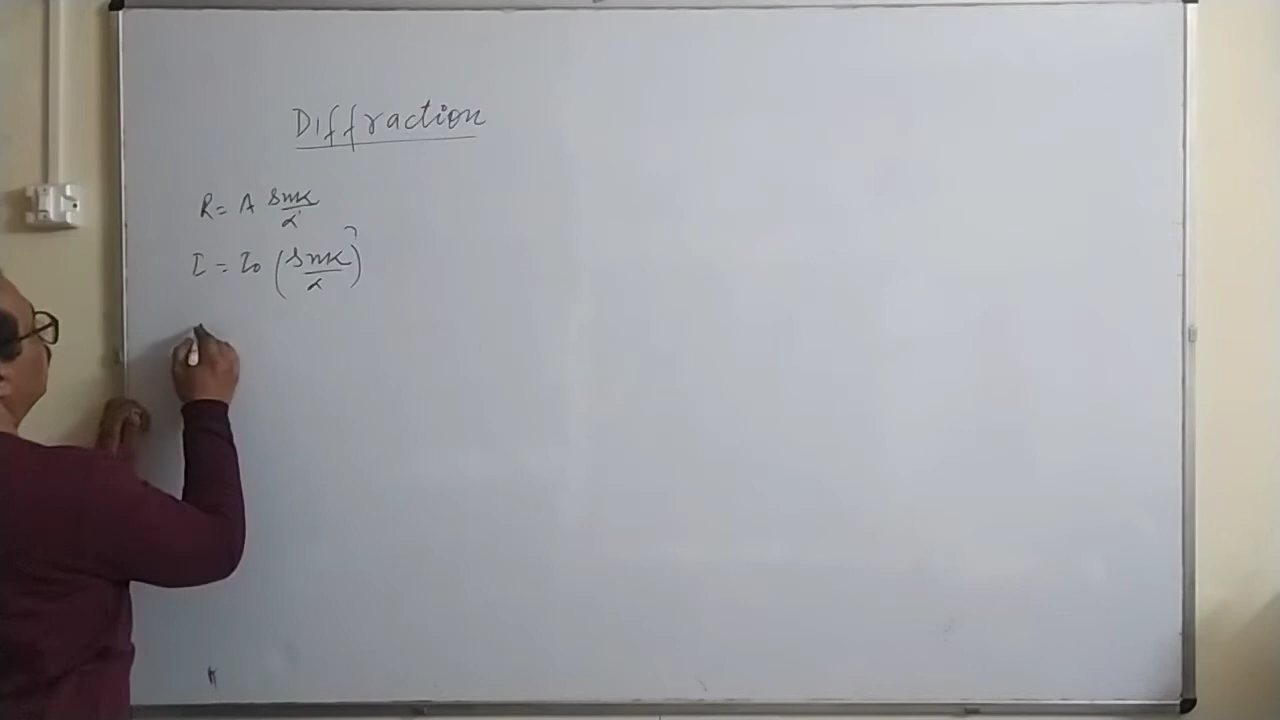 Diffraction
R = A sinα/α
I = I₀ (sinα/α)²